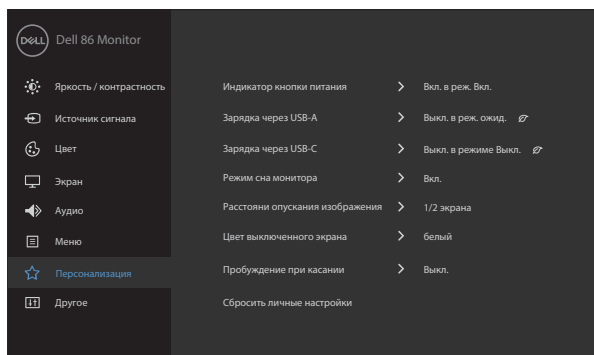 DELL Dell 86 Monitor
Яркость / контрастность Индикатор кнопки питания Вкл. в реж. Вкл.
Источник сигнала Зарядка через USB-A Выкл. в реж. ожид.
Цвет Зарядка через USB-C Выкл. в режиме Выкл.
Экран Режим сна монитора Вкл.
Аудио Расстояни опускания изображения 1/2 экрана
Меню Цвет выключенного экрана белый
Персонализация Пробуждение при касании Выкл.
Другое Сбросить личные настройки